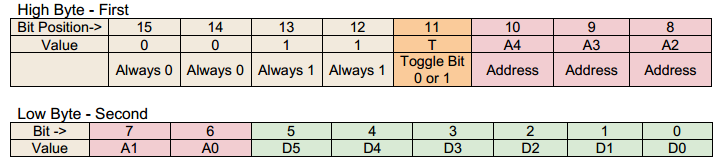 High Byte - First
Bit Position-> 15 14 13 12 11 10 9 8
Value 0 0 1 1 T A4 A3 A2
Always 0 Always 0 Always 1 Always 1 Toggle Bit 0 or 1 Address Address Address
Low Byte - Second
Bit -> 7 6 5 4 3 2 1 0
Value A1 A0 D5 D4 D3 D2 D1 D0